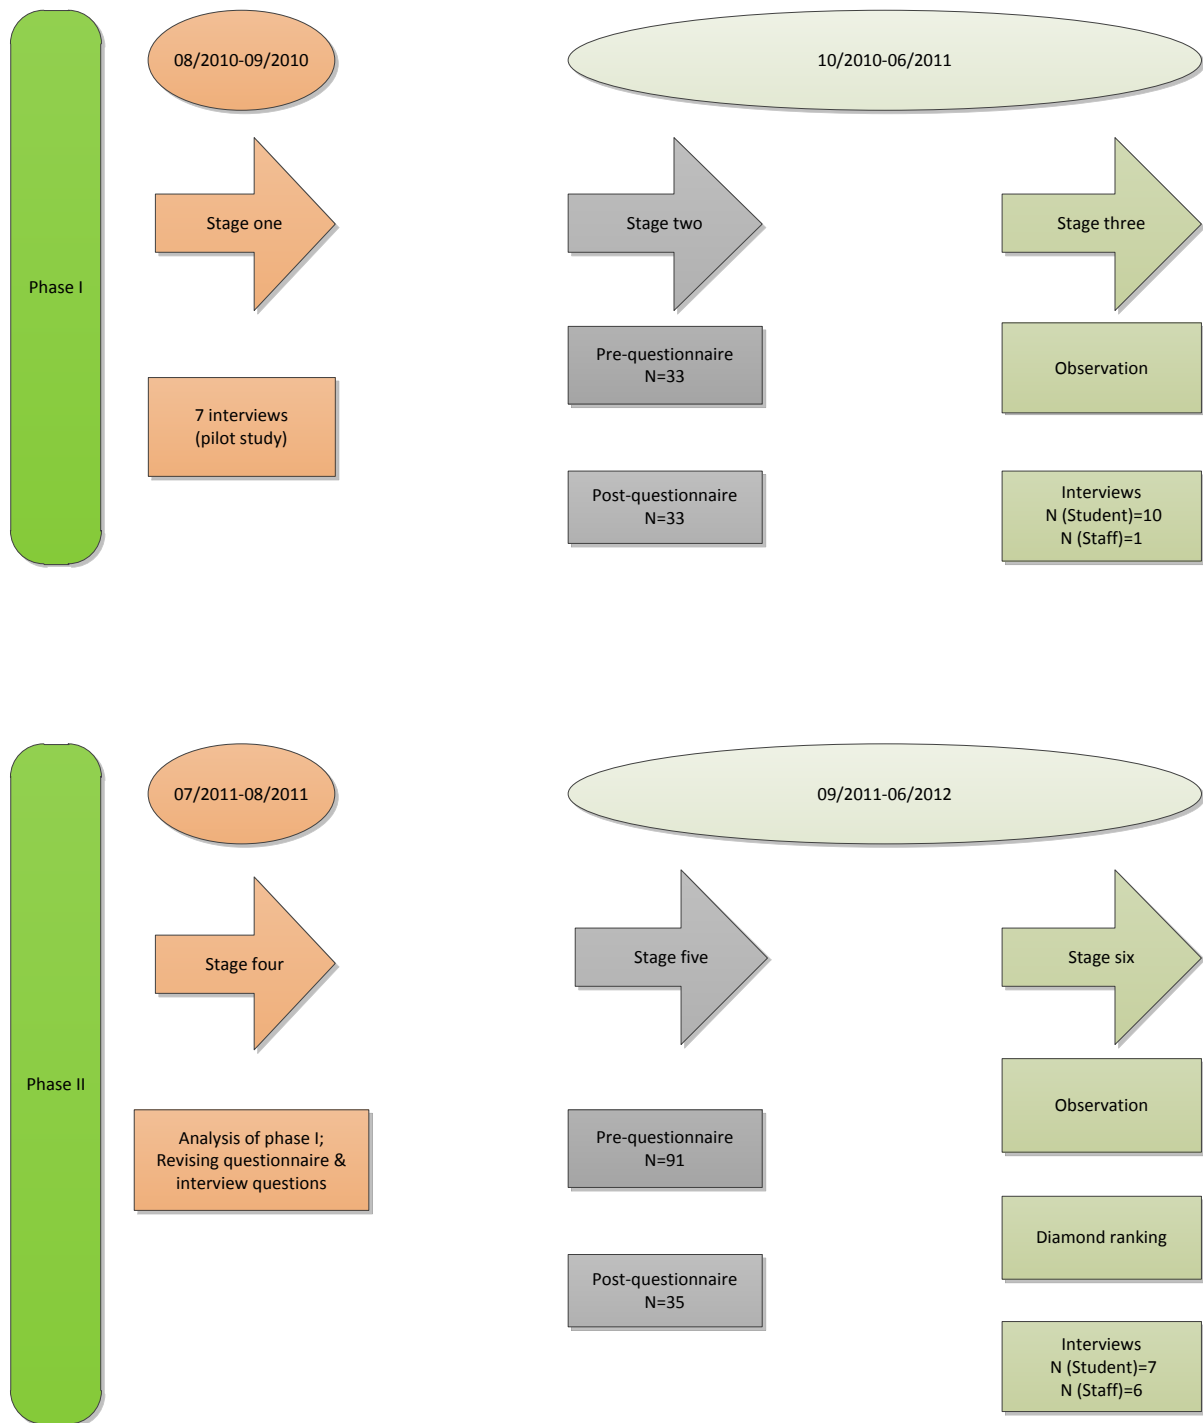 08/2010-09/2010
10/2010-06/2011
Phase I
Stage one
Stage two
Stage three
7 interviews
(pilot study)
Pre-questionnaire
N=33
Post-questionnaire
N=33
Observation
Interviews
N (Student)=10
N (Staff)=1
07/2011-08/2011
09/2011-06/2012
Phase II
Stage four
Stage five
Stage six
Analysis of phase I;
Revising questionnaire &
interview questions
Pre-questionnaire
N=91
Post-questionnaire
N=35
Observation
Diamond ranking
Interviews
N (Student)=7
N (Staff)=6